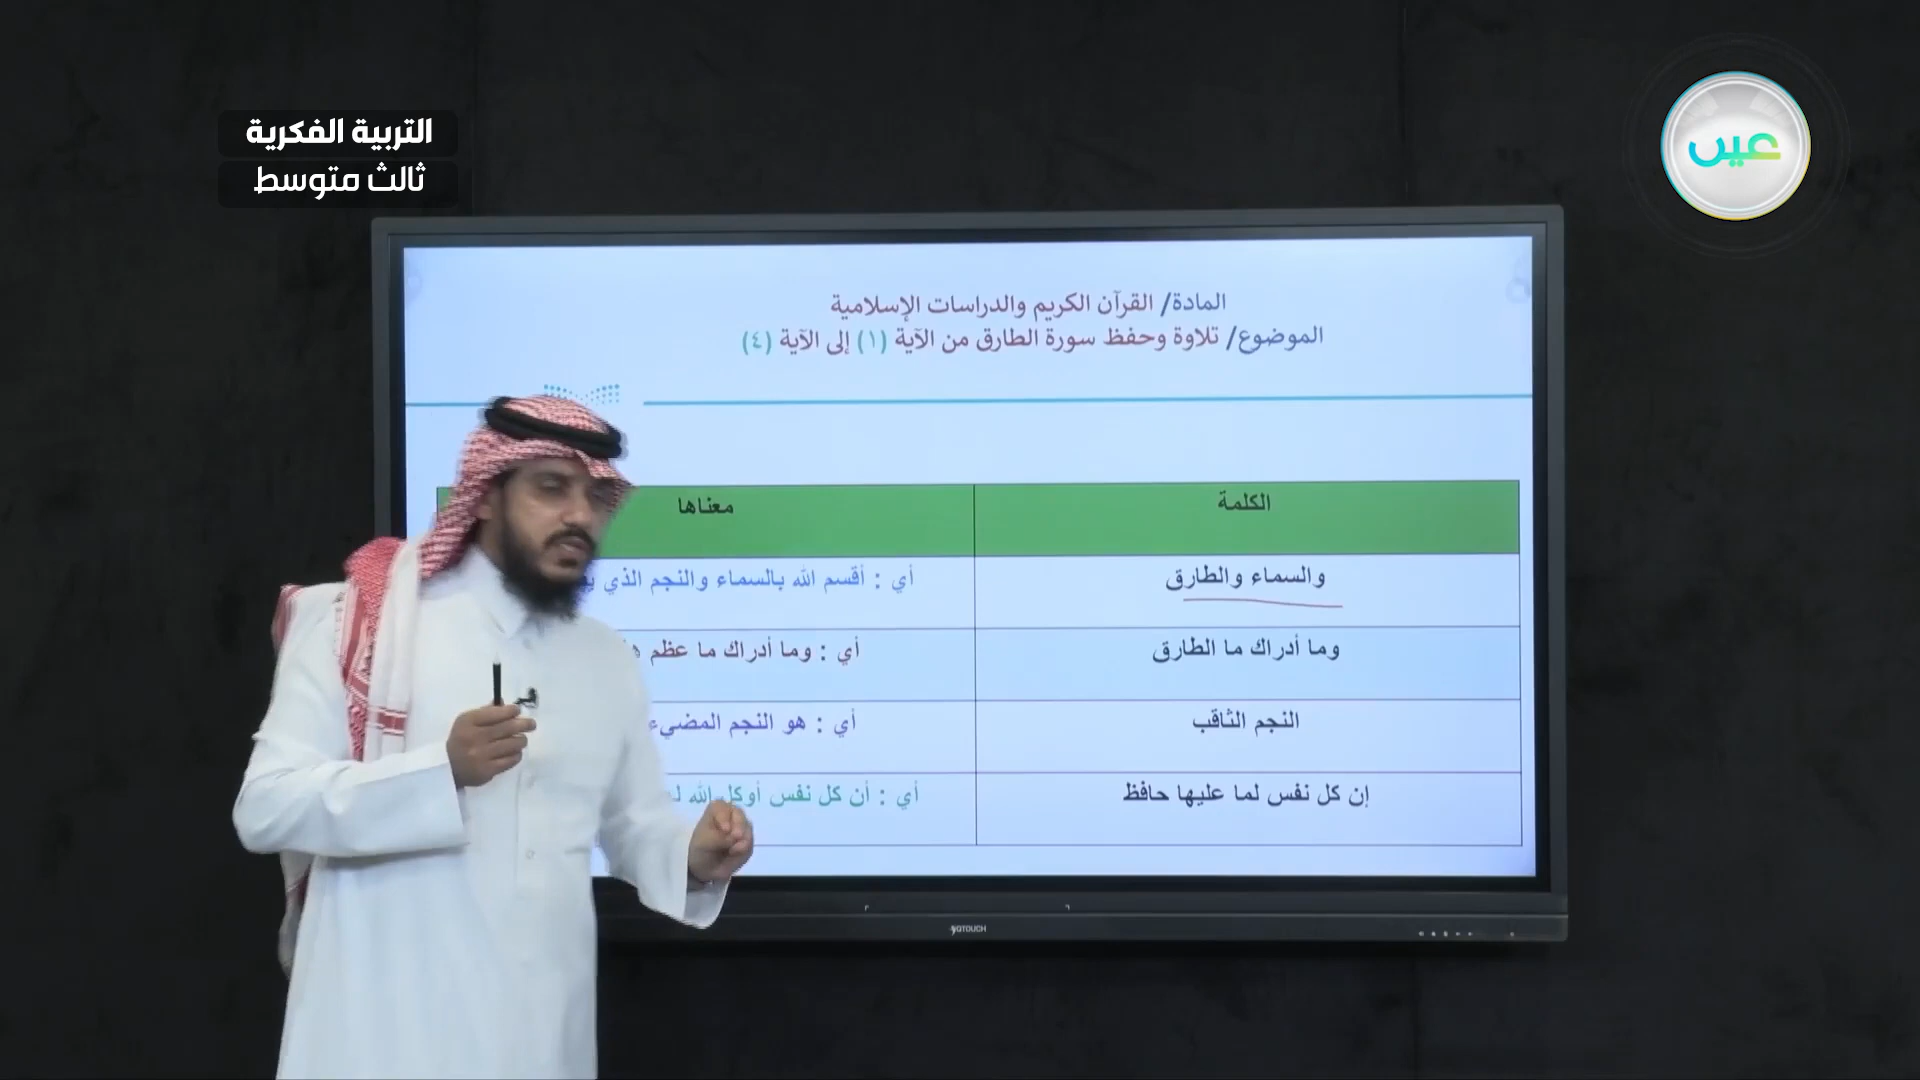 التربية الفكرية
ثالث متوسط
عين
المادة/ القرآن الكريم والدراسات الإسلامية
الموضوع/ تلاوة وحفظ سورة الطارق من الآية (١) إلى الآية (٤)
الكلمة
معناها
والسماء والطارق
أي : أقسم الله بالسماء والنجم الذي
وما أدراك ما الطارق
أي : وما أدراك ما عظم
النجم الثاقب
أي : هو النجم المضيء
إن كل نفس لما عليها حافظ
أي : أن كل نفس أوكل الله
QTOUCH